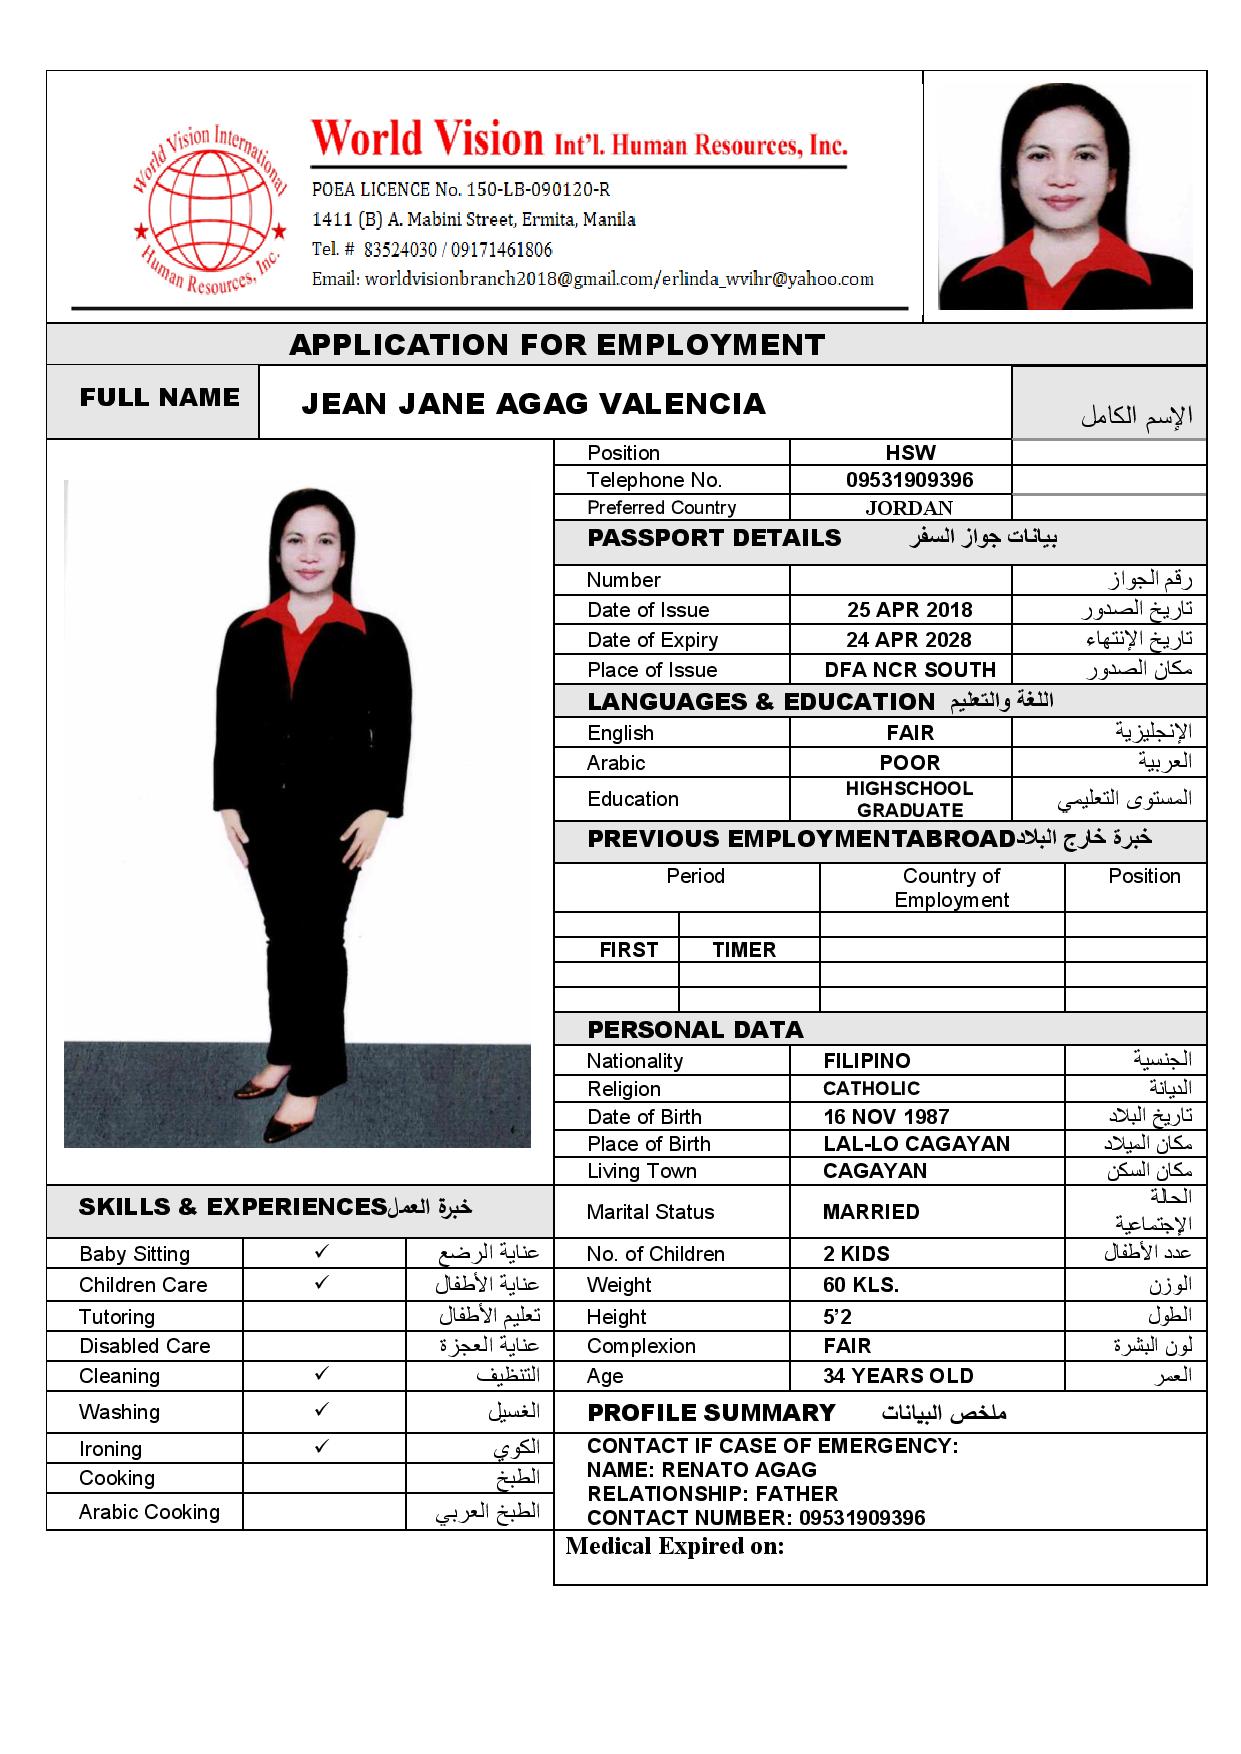 World Vision International
Human Resources, Inc.
World Vision Int'l. Human Resources, Inc.
POEA LICENCE No. 150-LB-090120-R
1411 (B) A. Mabini Street, Ermita, Manila
Tel. # 83524030 / 09171461806
Email: worldvisionbranch2018@gmail.com/erlinda_wvihr@yahoo.com
APPLICATION FOR EMPLOYMENT
FULL NAME JEAN JANE AGAG VALENCIA الإسم الكامل
Position HSW
Telephone No. 09531909396
Preferred Country JORDAN
PASSPORT DETAILS بيانات جواز السفر
Number رقم الجواز
Date of Issue 25 APR 2018 تاريخ الصدور
Date of Expiry 24 APR 2028 تاريخ الإنتهاء
Place of Issue DFA NCR SOUTH مكان الصدور
LANGUAGES & EDUCATION اللغة والتعليم
English FAIR الإنجليزية
Arabic POOR العربية
Education HIGHSCHOOL GRADUATE المستوى التعليمي
PREVIOUS EMPLOYMENTABROAD خبرة خارج البلاد
Period Country of Employment Position
FIRST TIMER
PERSONAL DATA
Nationality FILIPINO الجنسية
Religion CATHOLIC الديانة
Date of Birth 16 NOV 1987 تاريخ البلاد
Place of Birth LAL-LO CAGAYAN مكان الميلاد
Living Town CAGAYAN مكان السكن
Marital Status MARRIED الحالة الإجتماعية
No. of Children 2 KIDS عدد الأطفال
Weight 60 KLS. الوزن
Height 5’2 الطول
Complexion FAIR لون البشرة
Age 34 YEARS OLD العمر
SKILLS & EXPERIENCES خبرة العمل
Baby Sitting ✓ عناية الرضع
Children Care ✓ عناية الأطفال
Tutoring تعليم الأطفال
Disabled Care عناية العجزة
Cleaning ✓ التنظيف
Washing ✓ الغسيل
Ironing ✓ الكوي
Cooking الطبخ
Arabic Cooking الطبخ العربي
PROFILE SUMMARY ملخص البيانات
CONTACT IF CASE OF EMERGENCY:
NAME: RENATO AGAG
RELATIONSHIP: FATHER
CONTACT NUMBER: 09531909396
Medical Expired on: